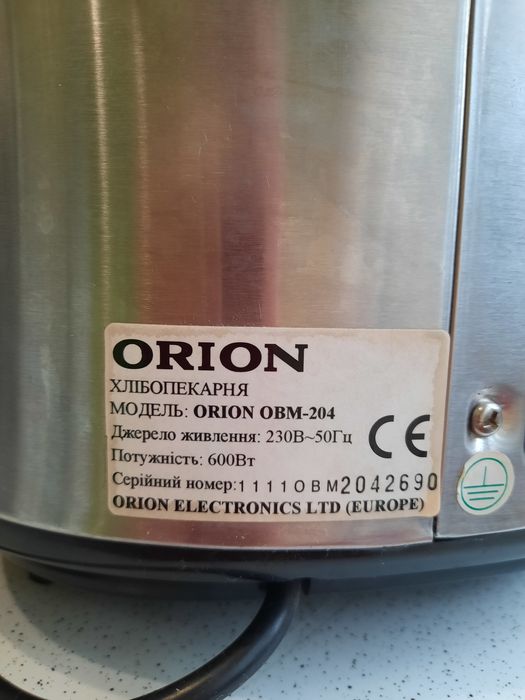 ORION
ХЛІБОПЕКАРНЯ
МОДЕЛЬ: ORION OBM-204
Джерело живлення: 230В~50Гц
Потужність: 600Вт
CE
Серійний номер:1111OBM2042690
ORION ELECTRONICS LTD (EUROPE)